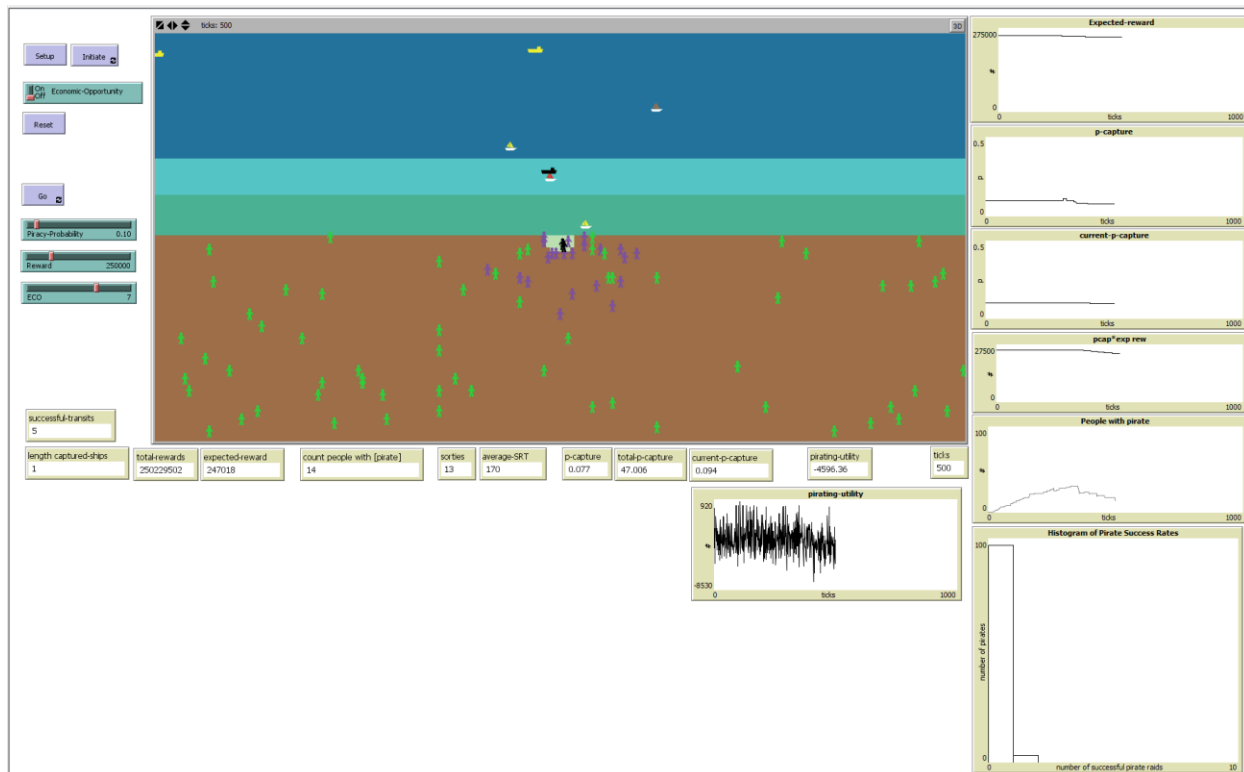 ticks: 500
3D
Setup
Initiate
On
Off
Economic-Opportunity
Reset
Go
Piracy-Probability 0.10
Reward 250000
ECO 7
successful-transits
5
length captured-ships
1
total-rewards
250229502
expected-reward
247018
count people with [pirate]
14
sorties
13
average-SRT
170
p-capture
0.077
total-p-capture
47.006
current-p-capture
0.094
pirating-utility
-4596.36
ticks
500
pirating-utility
920
#
-8530
0 ticks 1000
Expected-reward
275000
#
0
0 ticks 1000
p-capture
0.5
p
0
0 ticks 1000
current-p-capture
0.5
p
0
0 ticks 1000
pcap*exp rew
27500
#
0
0 ticks 1000
People with pirate
100
#
0
0 ticks 1000
Histogram of Pirate Success Rates
100
number of pirates
0
0 number of successful pirate raids 10